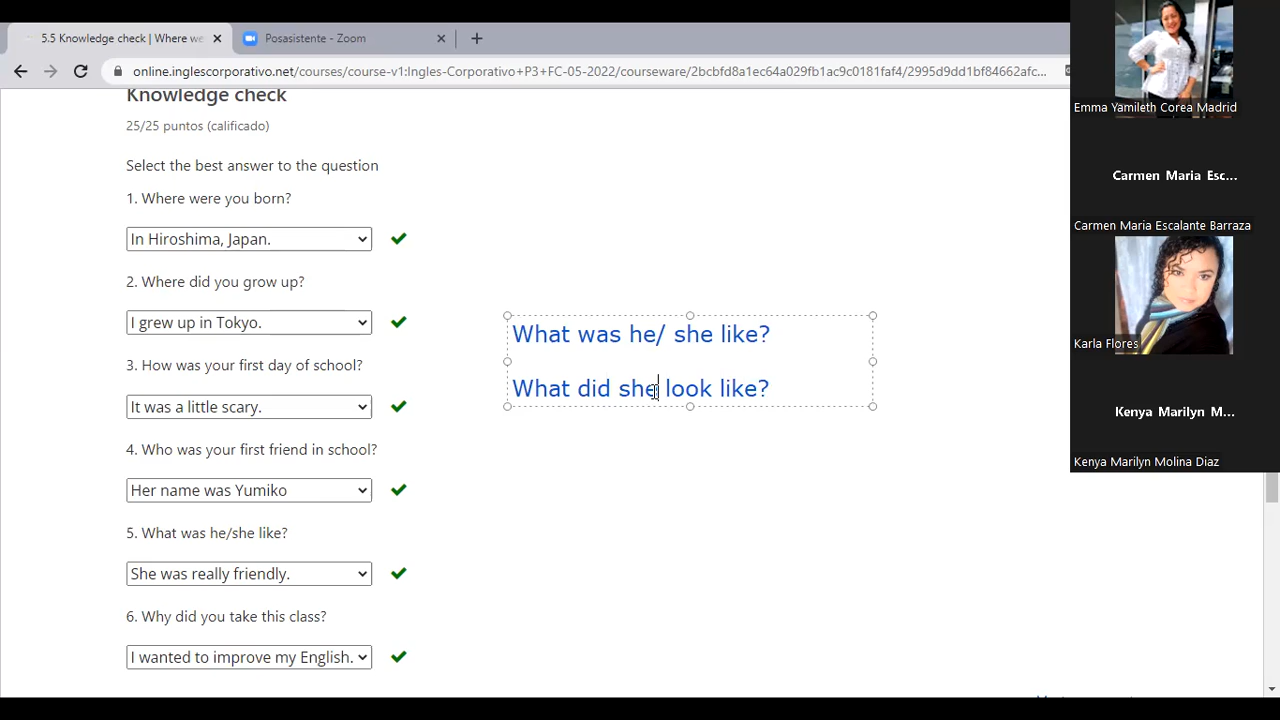 5.5 Knowledge check | Where we
Posasistente - Zoom
online.inglescorporativo.net/courses/course-v1:Ingles-Corporativo+P3+FC-05-2022/courseware/2bcbfd8a1ec64a029fb1ac9c0181faf4/2995d9dd1bf84662afc...
Knowledge check
25/25 puntos (calificado)
Select the best answer to the question
1. Where were you born?
In Hiroshima, Japan.
2. Where did you grow up?
I grew up in Tokyo.
3. How was your first day of school?
It was a little scary.
4. Who was your first friend in school?
Her name was Yumiko
5. What was he/she like?
She was really friendly.
6. Why did you take this class?
I wanted to improve my English.
What was he/ she like?
What did she look like?
Emma Yamileth Corea Madrid
Carmen Maria Esc...
Carmen Maria Escalante Barraza
Karla Flores
Kenya Marilyn M...
Kenya Marilyn Molina Diaz